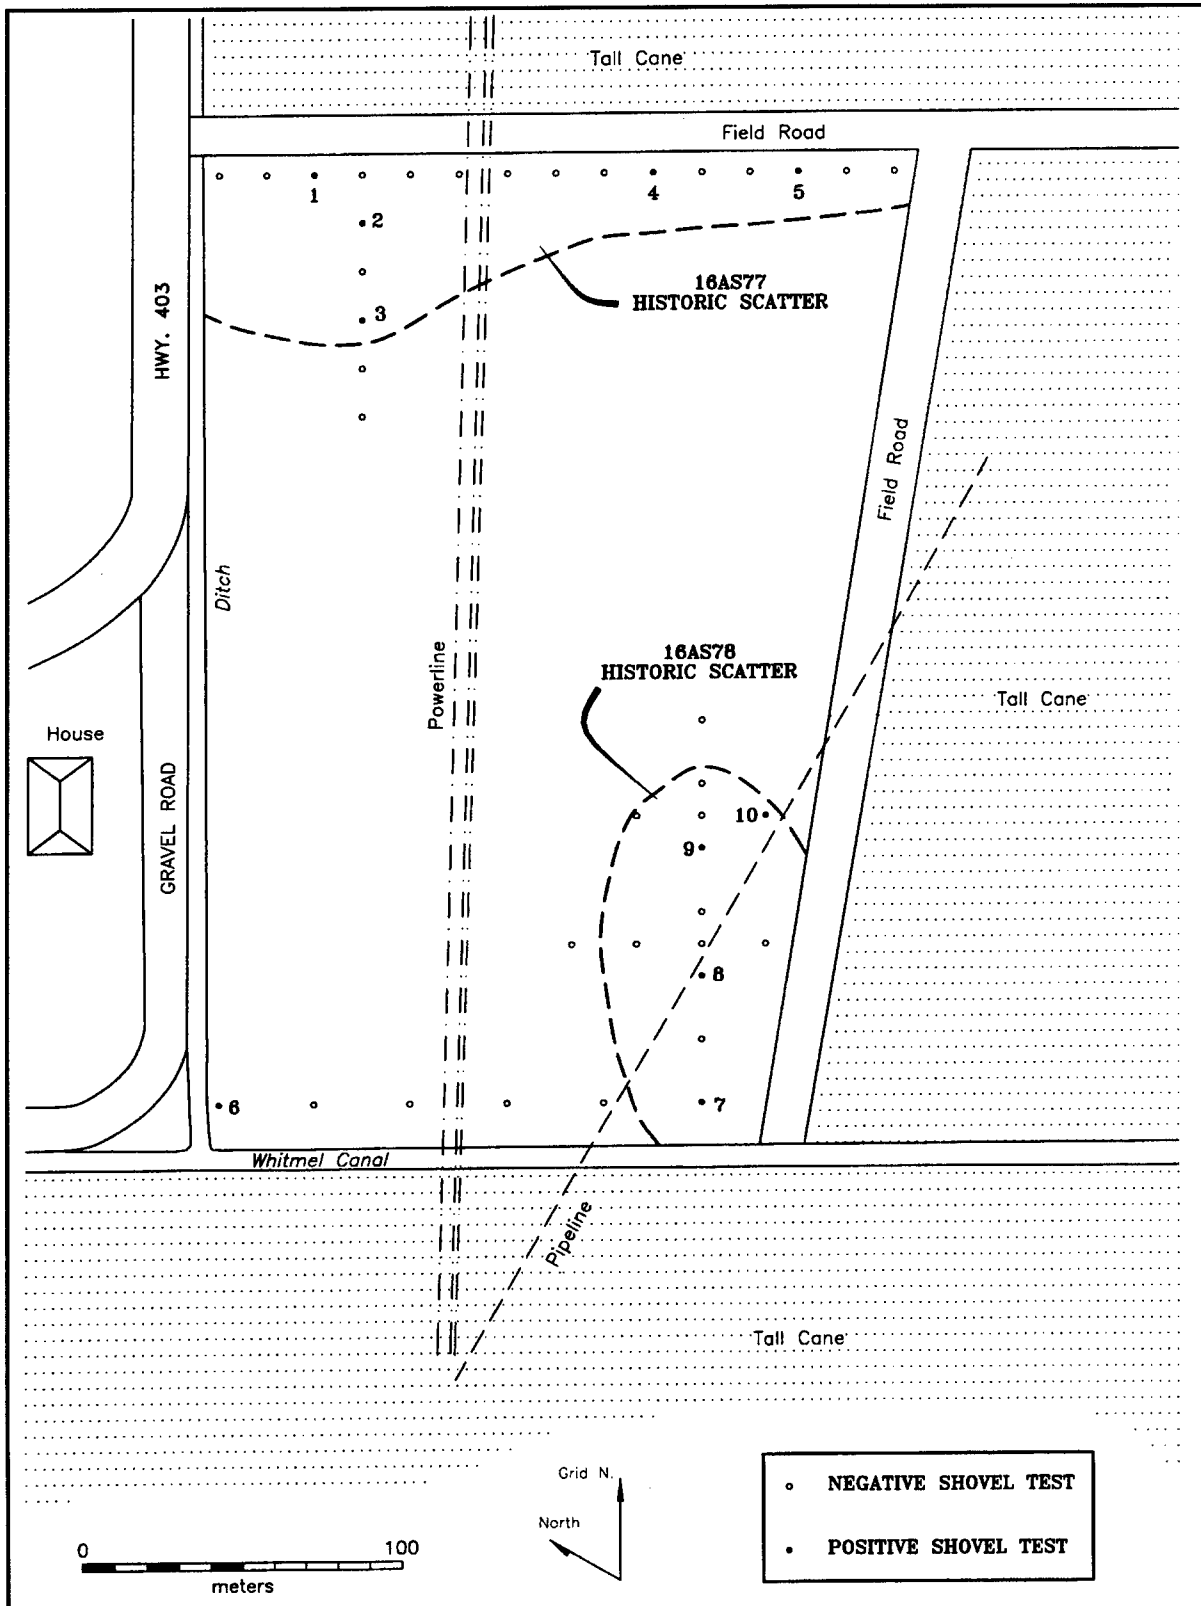 Tall Cane
Field Road
1
4
5
2
3
16AS77
HISTORIC SCATTER
HWY. 403
Ditch
Field Road
Powerline
16AS78
HISTORIC SCATTER
Tall Cane
House
GRAVEL ROAD
10
9
8
6
7
Whitmel Canal
Pipeline
Tall Cane
Grid N.
North
0
100
meters
NEGATIVE SHOVEL TEST
POSITIVE SHOVEL TEST